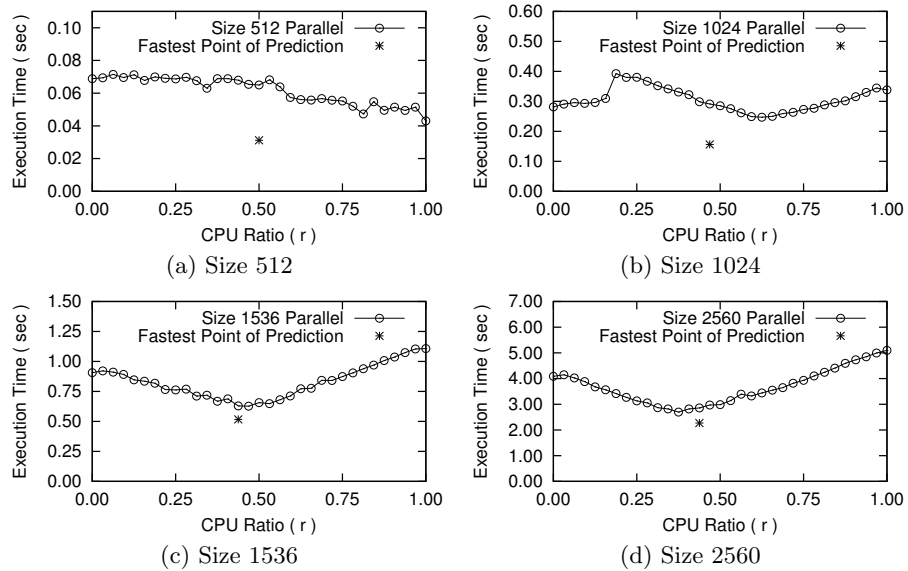 Execution Time ( sec )
0.10
0.08
0.06
0.04
0.02
0.00
Size 512 Parallel
Fastest Point of Prediction
0.00 0.25 0.50 0.75 1.00
CPU Ratio ( r )
(a) Size 512
Execution Time ( sec )
0.60
0.50
0.40
0.30
0.20
0.10
0.00
Size 1024 Parallel
Fastest Point of Prediction
0.00 0.25 0.50 0.75 1.00
CPU Ratio ( r )
(b) Size 1024
Execution Time ( sec )
1.50
1.25
1.00
0.75
0.50
0.25
0.00
Size 1536 Parallel
Fastest Point of Prediction
0.00 0.25 0.50 0.75 1.00
CPU Ratio ( r )
(c) Size 1536
Execution Time ( sec )
7.00
6.00
5.00
4.00
3.00
2.00
1.00
0.00
Size 2560 Parallel
Fastest Point of Prediction
0.00 0.25 0.50 0.75 1.00
CPU Ratio ( r )
(d) Size 2560